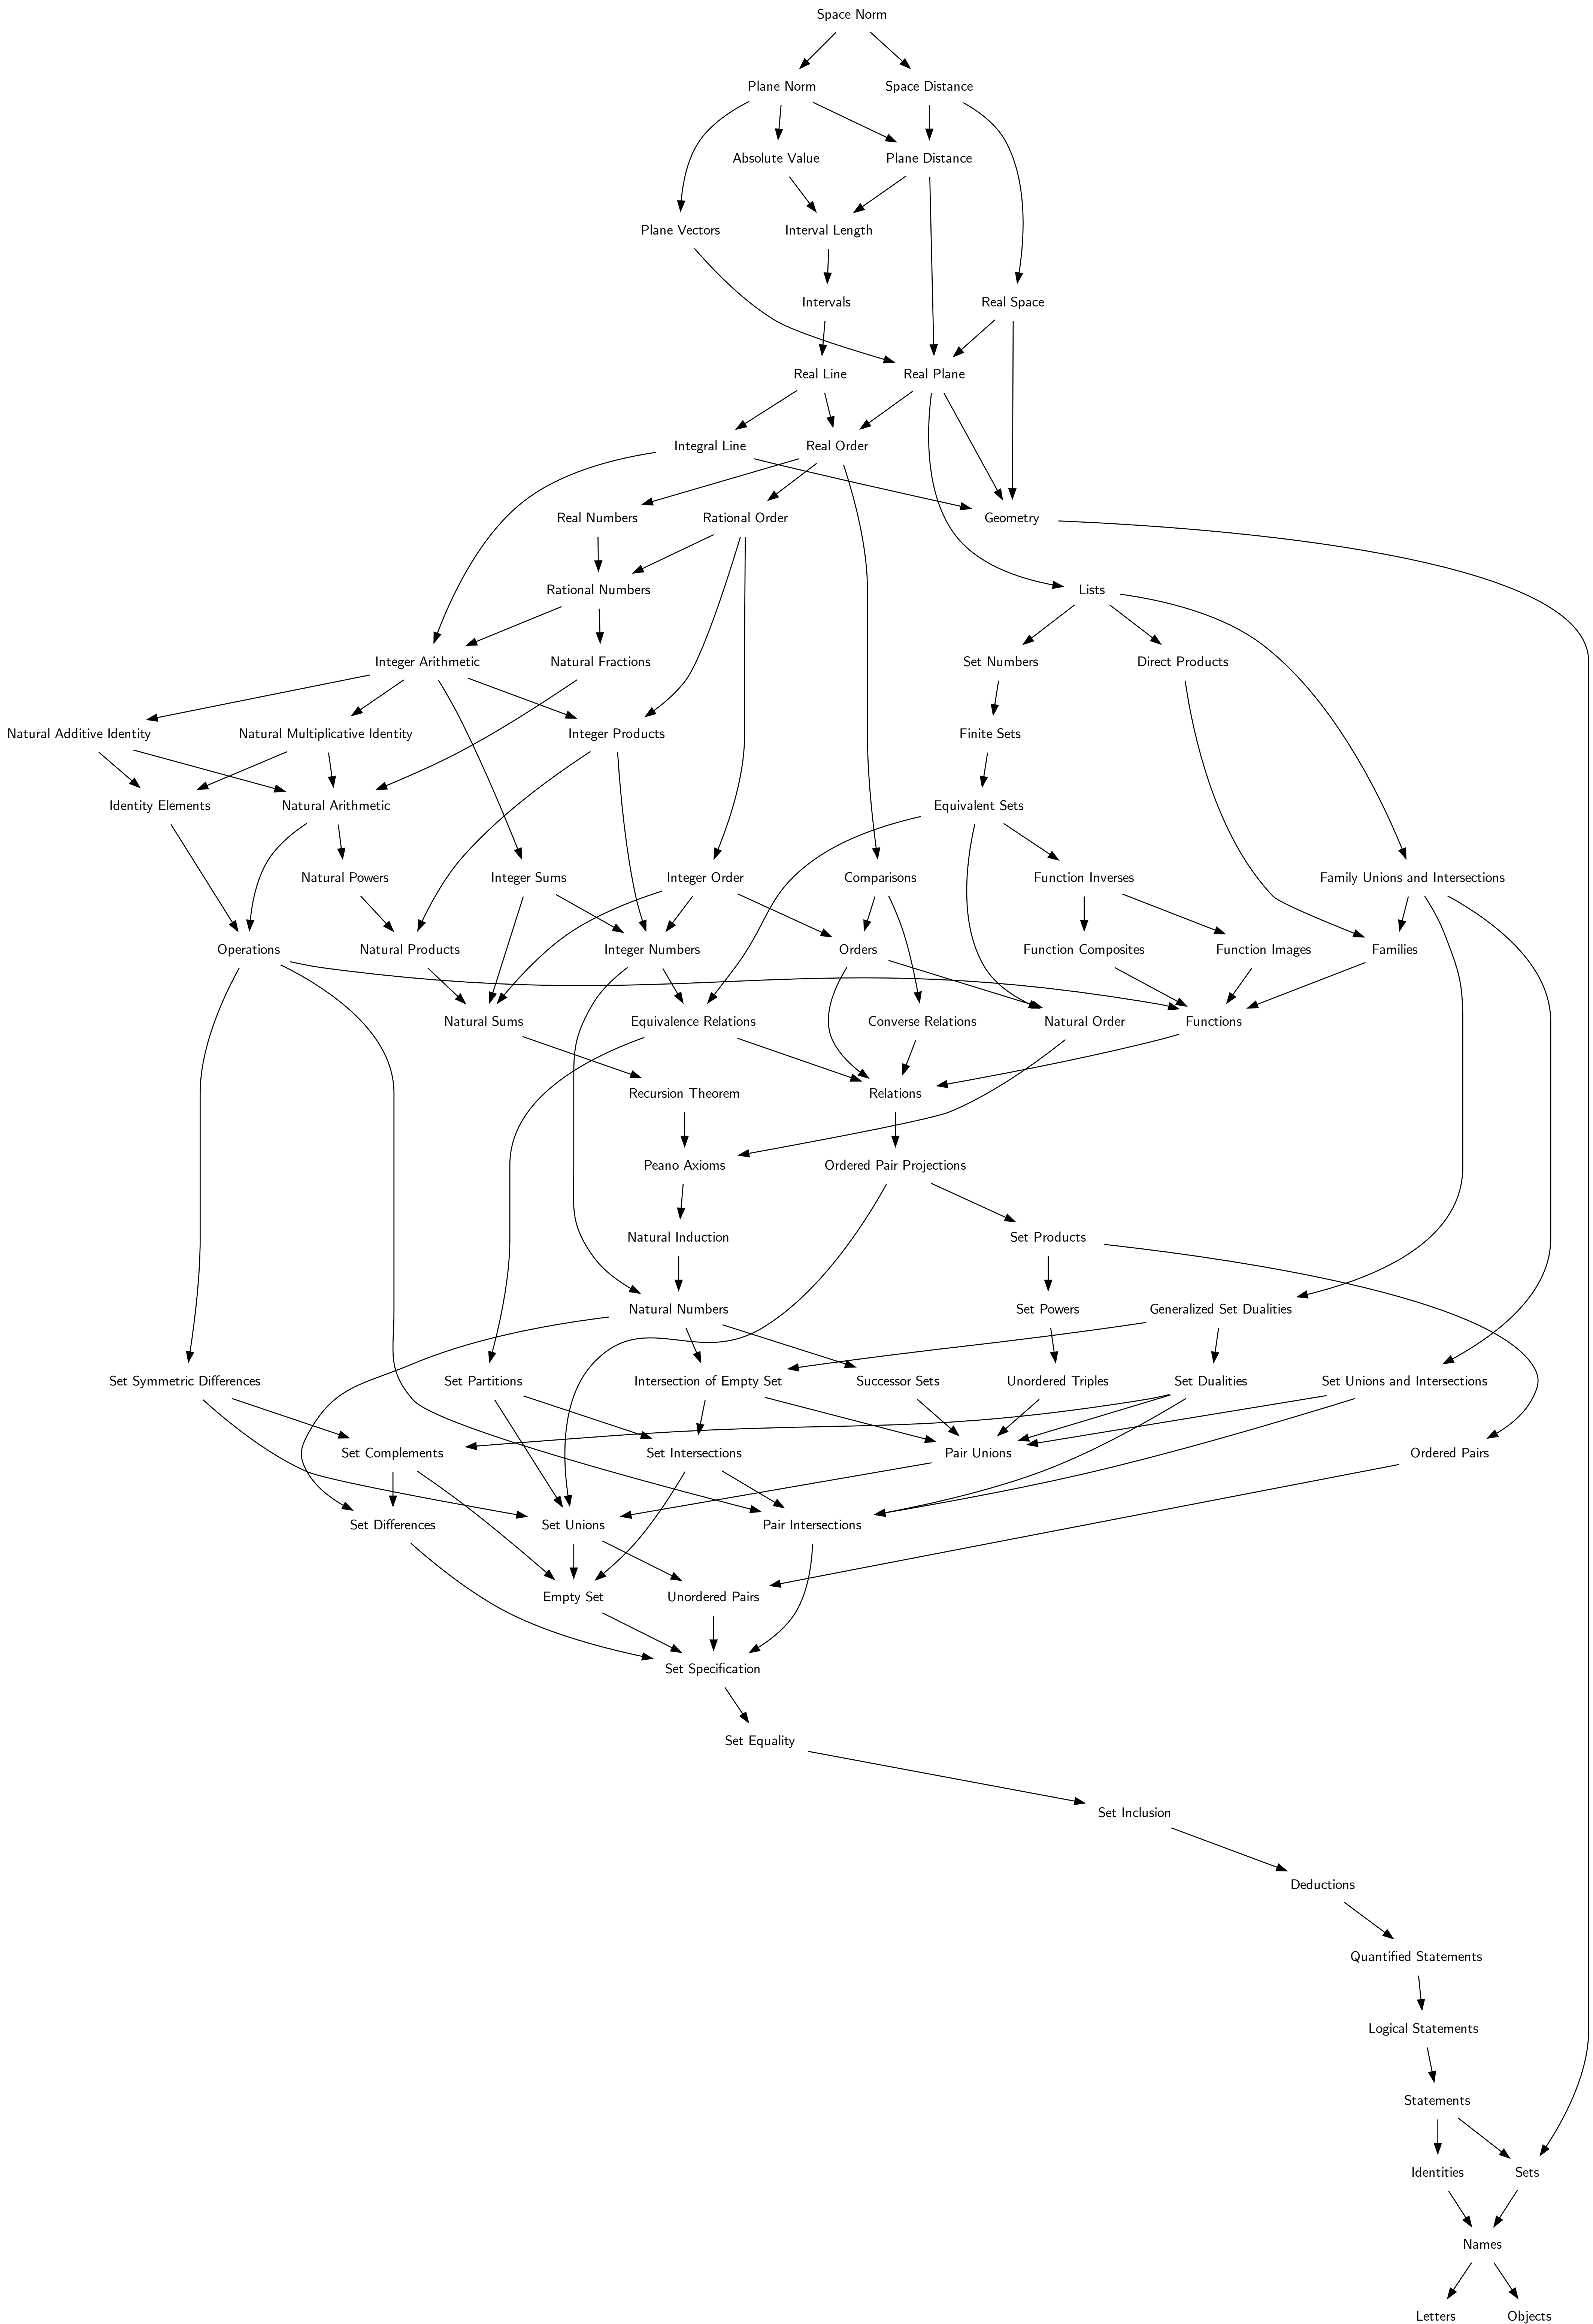 Space Norm
Plane Norm
Space Distance
Absolute Value
Plane Distance
Plane Vectors
Interval Length
Intervals
Real Space
Real Line
Real Plane
Integral Line
Real Order
Real Numbers
Rational Order
Geometry
Rational Numbers
Lists
Integer Arithmetic
Natural Fractions
Set Numbers
Direct Products
Natural Additive Identity
Natural Multiplicative Identity
Integer Products
Finite Sets
Identity Elements
Natural Arithmetic
Equivalent Sets
Natural Powers
Integer Sums
Integer Order
Comparisons
Function Inverses
Family Unions and Intersections
Operations
Natural Products
Integer Numbers
Orders
Function Composites
Function Images
Families
Natural Sums
Equivalence Relations
Converse Relations
Natural Order
Functions
Recursion Theorem
Relations
Peano Axioms
Ordered Pair Projections
Natural Induction
Set Products
Natural Numbers
Set Powers
Generalized Set Dualities
Set Symmetric Differences
Set Partitions
Intersection of Empty Set
Successor Sets
Unordered Triples
Set Dualities
Set Unions and Intersections
Set Complements
Set Intersections
Pair Unions
Ordered Pairs
Set Differences
Set Unions
Pair Intersections
Empty Set
Unordered Pairs
Set Specification
Set Equality
Set Inclusion
Deductions
Quantified Statements
Logical Statements
Statements
Identities
Sets
Names
Letters
Objects